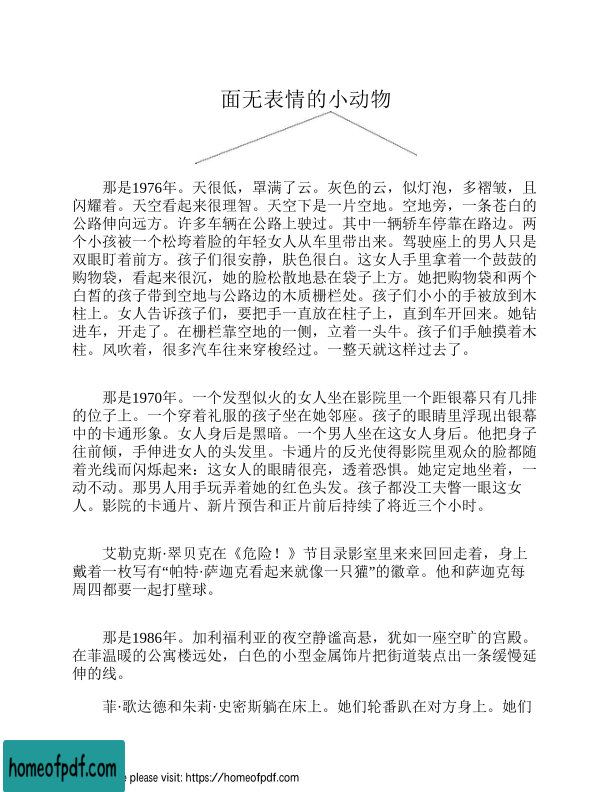 面无表情的小动物
那是1976年。天很低，罩满了云。灰色的云，似灯泡，多褶皱，且
闪耀着。天空看起来很理智。天空下是一片空地。空地旁，一条苍白的
公路伸向远方。许多车辆在公路上驶过。其中一辆轿车停靠在路边。两
个小孩被一个松垮着脸的年轻女人从车里带出来。驾驶座上的男人只是
双眼盯着前方。孩子们很安静，肤色很白。这女人手里拿着一个鼓鼓的
购物袋，看起来很沉，她的脸松散地悬在袋子上方。她把购物袋和两个
白皙的孩子带到空地与公路边的木质栅栏处。孩子们小小的手被放到木
柱上。女人告诉孩子们，要把手一直放在柱子上，直到车开回来。她钻
进车，开走了。在栅栏靠空地的一侧，立着一头牛。孩子们手触摸着木
柱。风吹着，很多汽车往来穿梭经过。一整天就这样过去了。
那是1970年。一个发型似火的女人坐在影院里一个距银幕只有几排
的位子上。一个穿着礼服的孩子坐在她邻座。孩子的眼睛里浮现出银幕
中的卡通形象。女人身后是黑暗。一个男人坐在这女人身后。他把身子
往前倾，手伸进女人的头发里。卡通片的反光使得影院里观众的脸都随
着光线而闪烁起来：这女人的眼睛很亮，透着恐惧。她定定地坐着，一
动不动。那男人用手玩弄着她的红色头发。孩子都没工夫瞥一眼这女
人。影院的卡通片、新片预告和正片前后持续了将近三个小时。
艾勒克斯·翠贝克在《危险！》节目录影室里来来回回走着，身上
戴着一枚写有“帕特·萨迦克看起来就像一只獾”的徽章。他和萨迦克每
周四都要一起打壁球。
那是1986年。加利福利亚的夜空静谧高悬，犹如一座空旷的宫殿。
在菲温暖的公寓楼远处，白色的小型金属饰片把街道装点出一条缓慢延
伸的线。
菲·歌达德和朱莉·史密斯躺在床上。她们轮番趴在对方身上。她们
homeofpdf.com
e please visit: https://homeofpdf.com